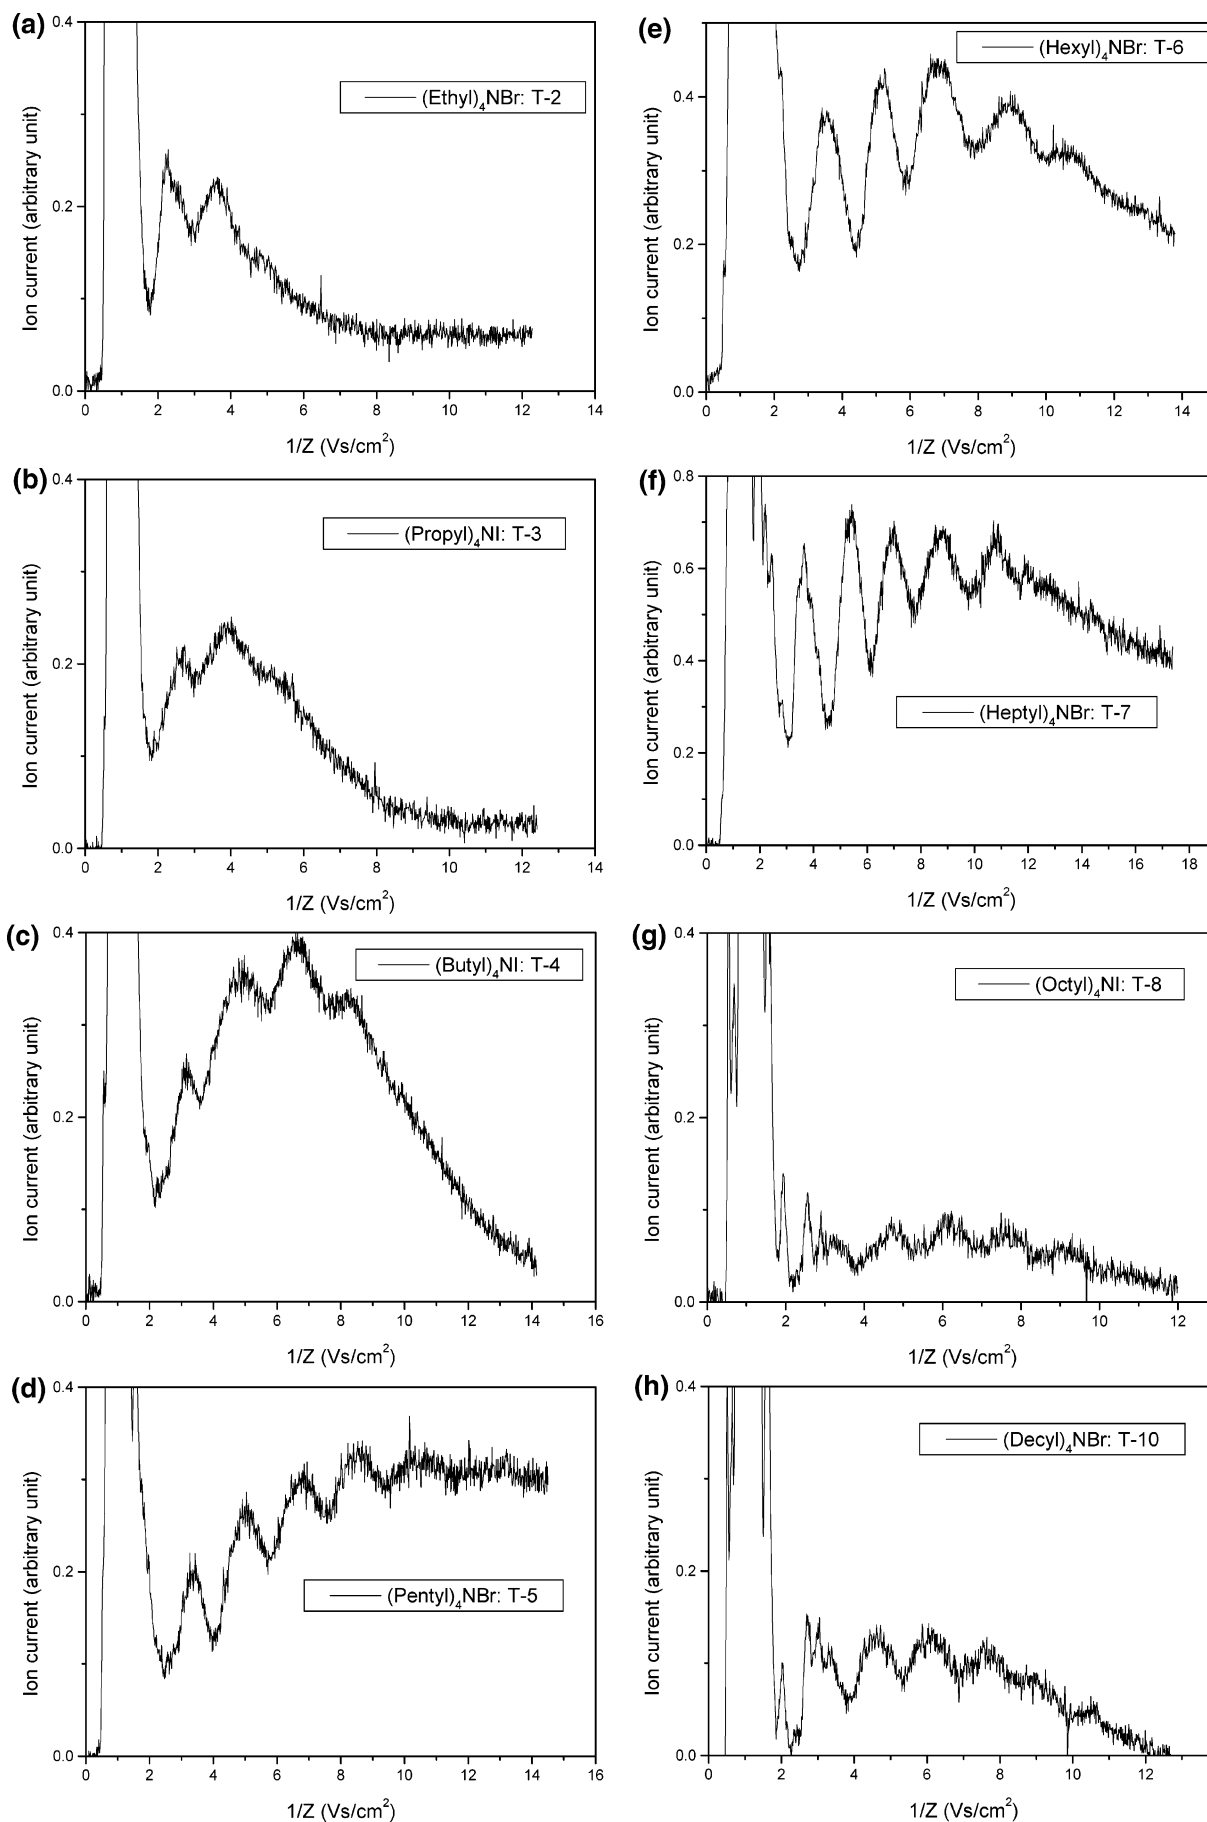 (a)
0.4
0.2
0.0
Ion current (arbitrary unit)
(Ethyl)₄NBr: T-2
0 2 4 6 8 10 12 14
1/Z (Vs/cm²)
(b)
0.4
0.2
0.0
Ion current (arbitrary unit)
(Propyl)₄NI: T-3
0 2 4 6 8 10 12 14
1/Z (Vs/cm²)
(c)
0.4
0.3
0.2
0.1
0.0
Ion current (arbitrary unit)
(Butyl)₄NI: T-4
0 2 4 6 8 10 12 14 16
1/Z (Vs/cm²)
(d)
0.4
0.2
0.0
Ion current (arbitrary unit)
(Pentyl)₄NBr: T-5
0 2 4 6 8 10 12 14 16
1/Z (Vs/cm²)
(e)
0.4
0.2
0.0
Ion current (arbitrary unit)
(Hexyl)₄NBr: T-6
0 2 4 6 8 10 12 14
1/Z (Vs/cm²)
(f)
0.8
0.6
0.4
0.2
0.0
Ion current (arbitrary unit)
(Heptyl)₄NBr: T-7
0 2 4 6 8 10 12 14 16 18
1/Z (Vs/cm²)
(g)
0.4
0.2
0.0
Ion current (arbitrary unit)
(Octyl)₄NI: T-8
0 2 4 6 8 10 12
1/Z (Vs/cm²)
(h)
0.4
0.3
0.2
0.1
0.0
Ion current (arbitrary unit)
(Decyl)₄NBr: T-10
0 2 4 6 8 10 12
1/Z (Vs/cm²)